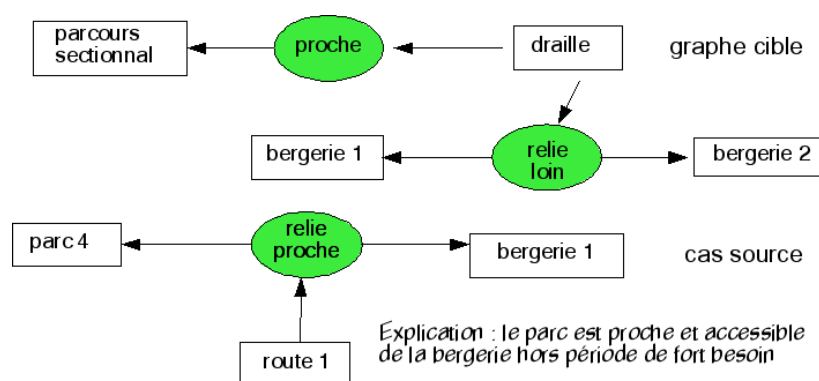 parcours
sectionnal
proche
draille
graphe cible
bergerie 1
relie
loin
bergerie 2
parc 4
relie
proche
bergerie 1
cas source
route 1
Explication : le parc est proche et accessible
de la bergerie hors période de fort besoin